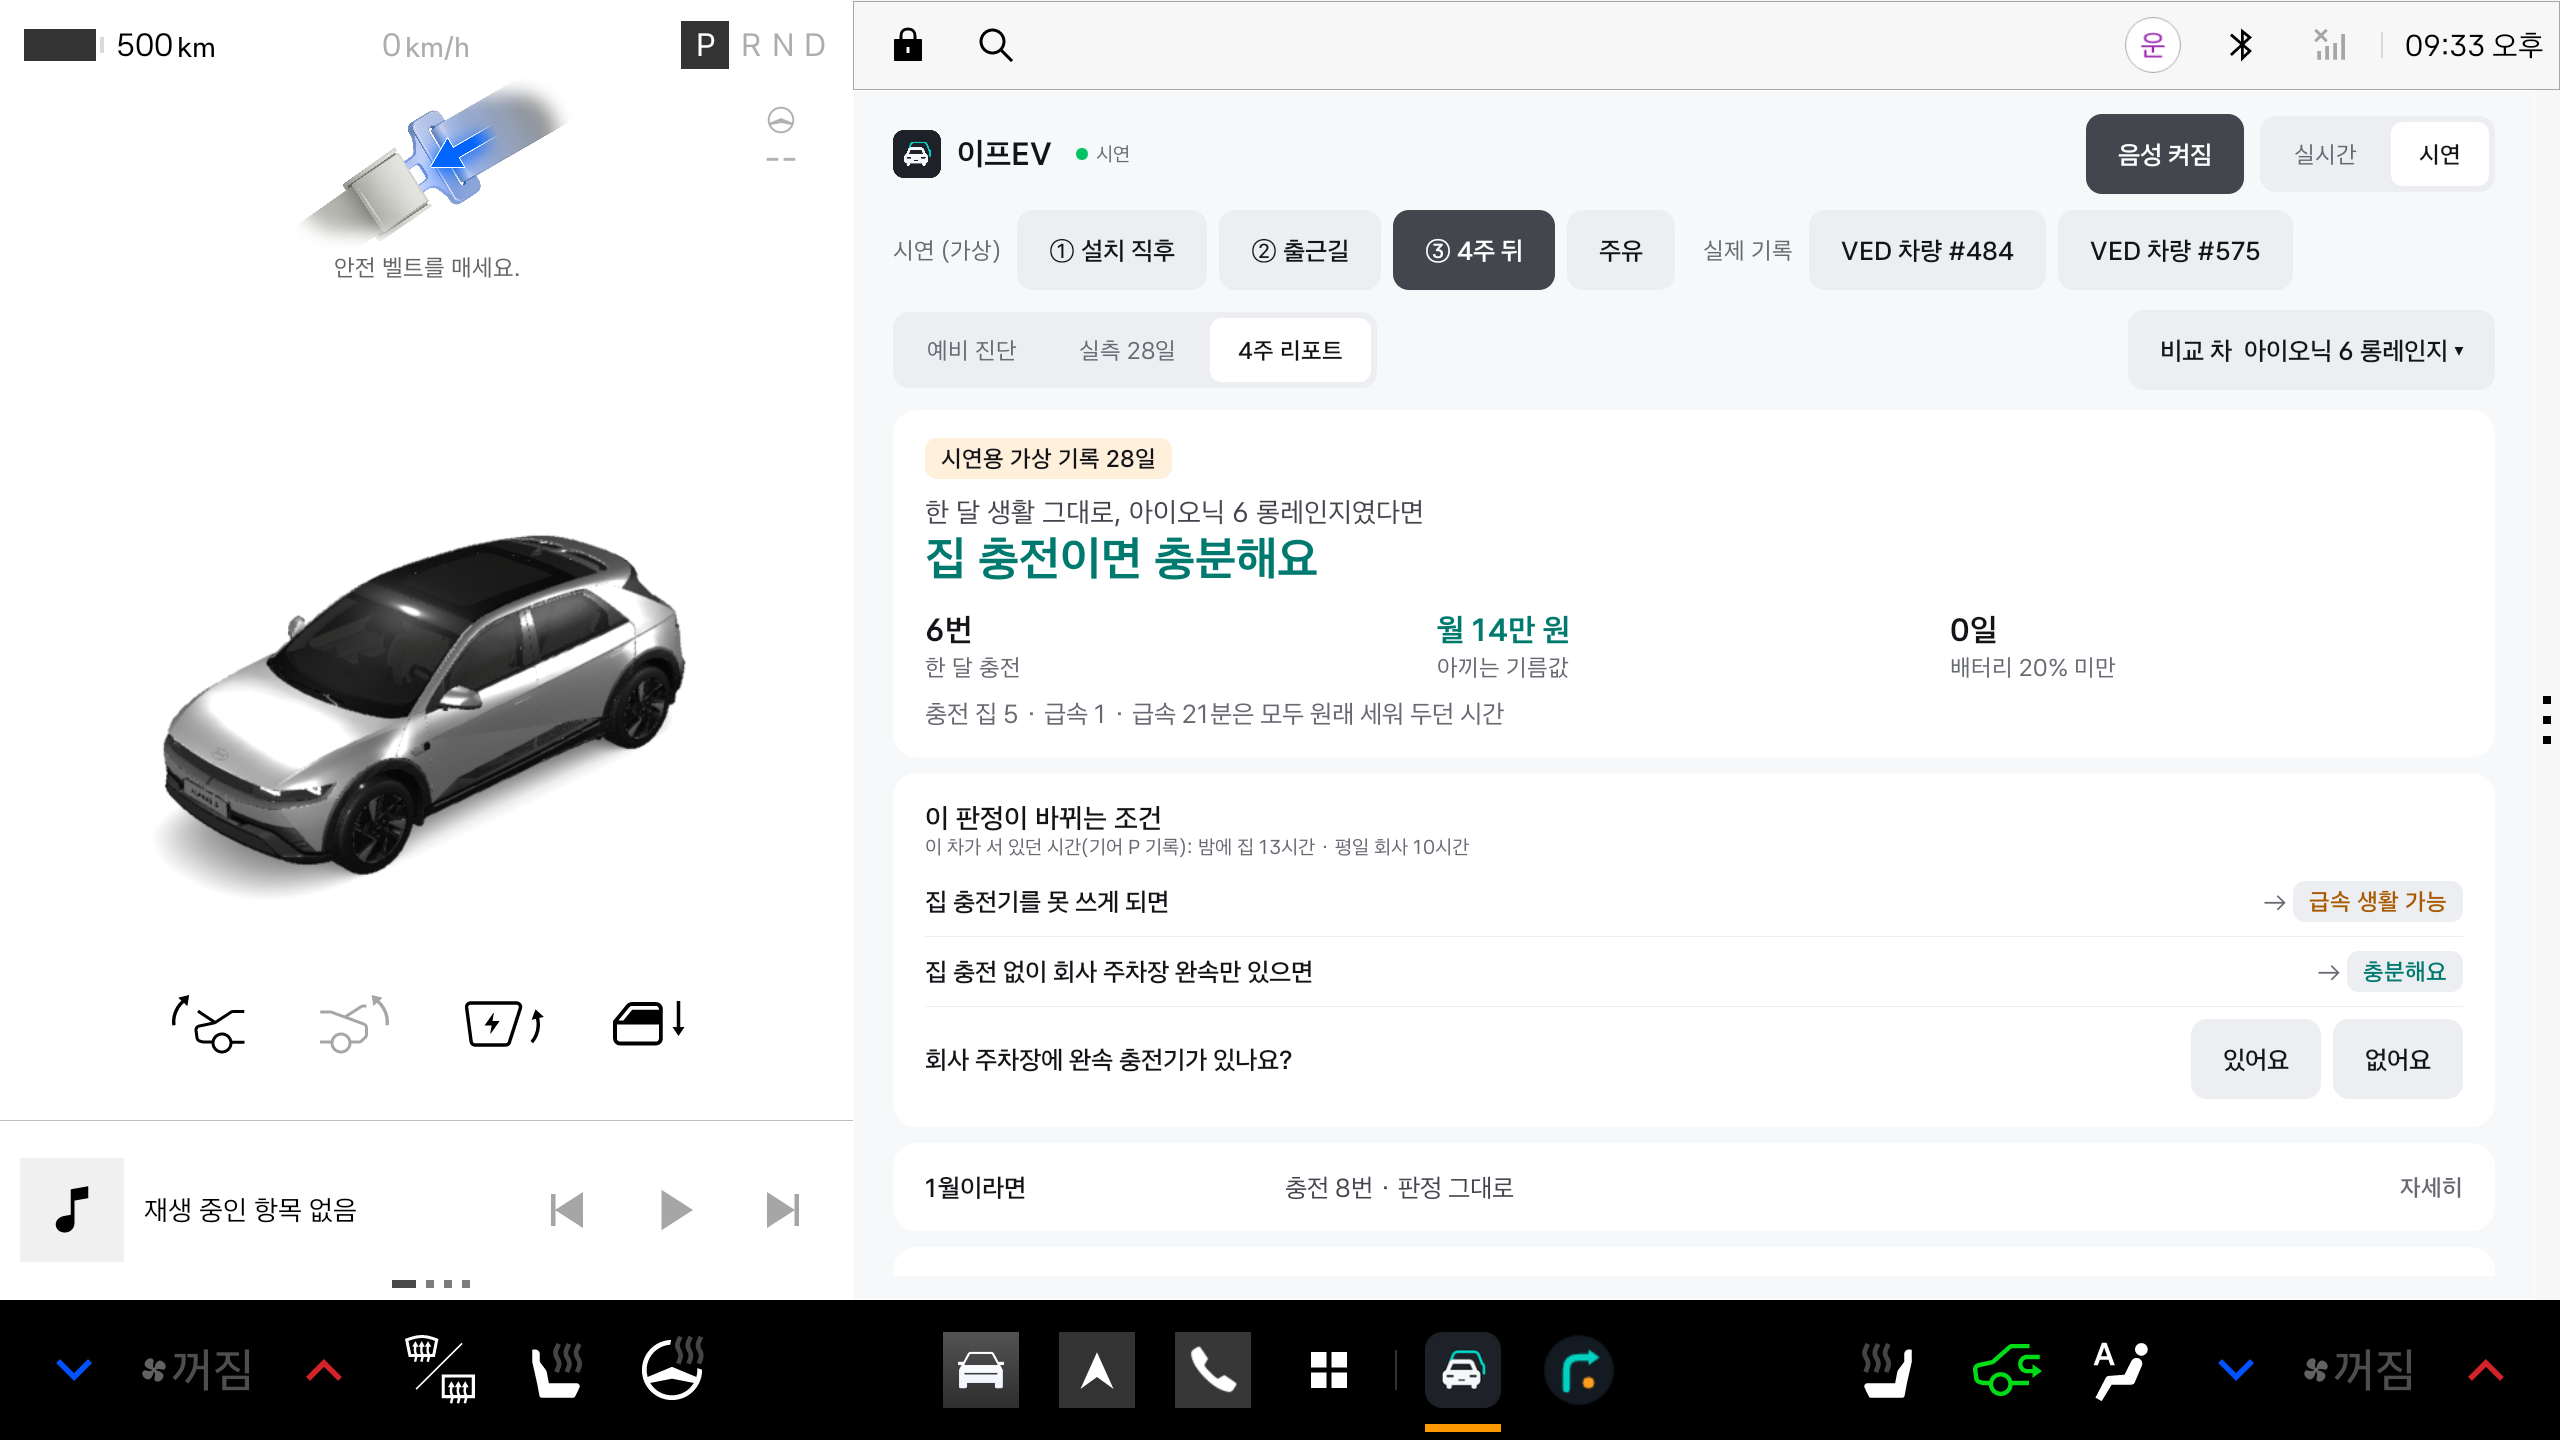 500 km
0 km/h
P R N D
안전 벨트를 매세요.
--
재생 중인 항목 없음
운
09:33 오후
이프EV
시연
음성 켜짐
실시간
시연
시연 (가상)
① 설치 직후
② 출근길
③ 4주 뒤
주유
실제 기록
VED 차량 #484
VED 차량 #575
예비 진단
실측 28일
4주 리포트
비교 차 아이오닉 6 롱레인지 ▾
시연용 가상 기록 28일
한 달 생활 그대로, 아이오닉 6 롱레인지였다면
집 충전이면 충분해요
6번
한 달 충전
월 14만 원
아끼는 기름값
0일
배터리 20% 미만
충전 집 5 · 급속 1 · 급속 21분은 모두 원래 세워 두던 시간
이 판정이 바뀌는 조건
이 차가 서 있던 시간(기어 P 기록): 밤에 집 13시간 · 평일 회사 10시간
집 충전기를 못 쓰게 되면
→ 급속 생활 가능
집 충전 없이 회사 주차장 완속만 있으면
→ 충분해요
회사 주차장에 완속 충전기가 있나요?
있어요
없어요
1월이라면
충전 8번 · 판정 그대로
자세히
꺼짐
A
꺼짐